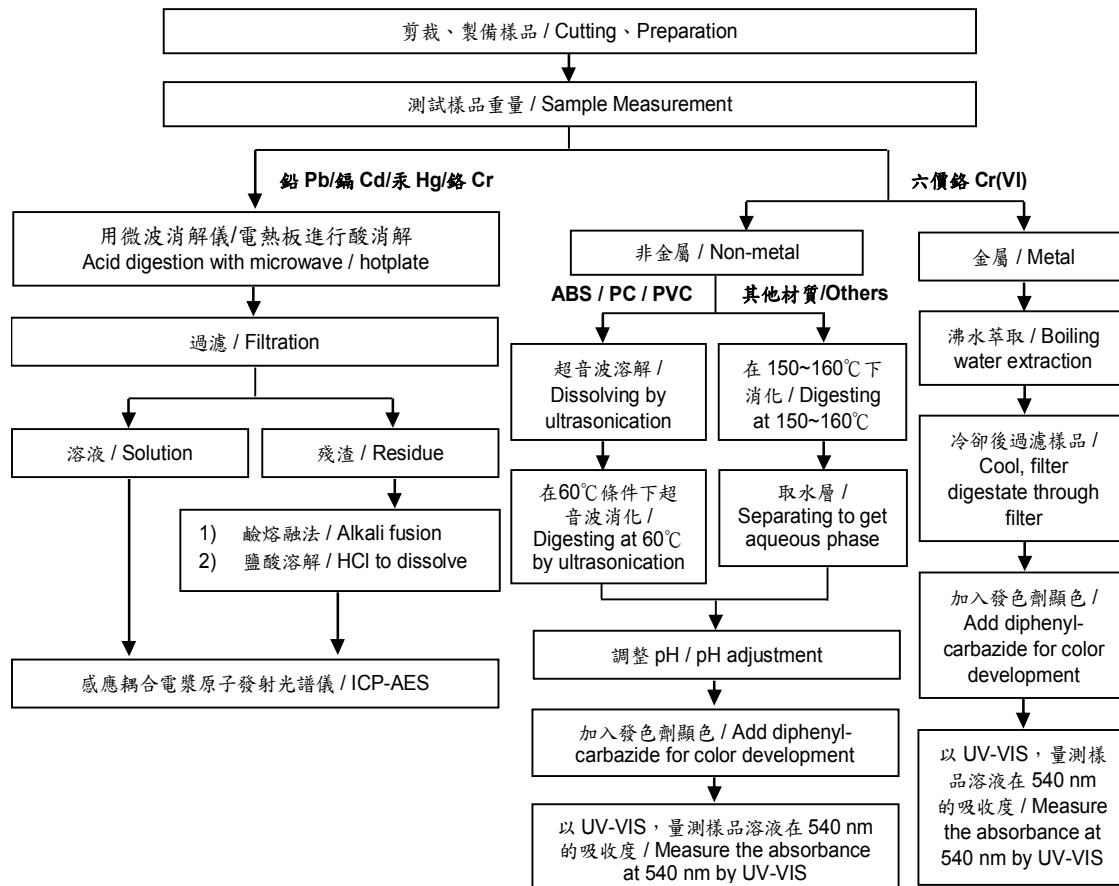 剪裁、製備樣品 / Cutting、Preparation
測試樣品重量 / Sample Measurement
鉛 Pb/鎘 Cd/汞 Hg/鉻 Cr
六價鉻 Cr(VI)
用微波消解儀/電熱板進行酸消解
Acid digestion with microwave / hotplate
過濾 / Filtration
溶液 / Solution
殘渣 / Residue
1) 鹼熔融法 / Alkali fusion
2) 鹽酸溶解 / HCl to dissolve
感應耦合電漿原子發射光譜儀 / ICP-AES
非金屬 / Non-metal
ABS / PC / PVC
其他材質/Others
超音波溶解 /
Dissolving by
ultrasonication
在 150~160℃下
消化 / Digesting
at 150~160℃
在60℃條件下超
音波消化 /
Digesting at 60℃
by ultrasonication
取水層 /
Separating to get
aqueous phase
調整 pH / pH adjustment
加入發色劑顯色 / Add diphenyl-
carbazide for color development
以 UV-VIS，量測樣品溶液在 540 nm
的吸收度 / Measure the absorbance
at 540 nm by UV-VIS
金屬 / Metal
沸水萃取 / Boiling
water extraction
冷卻後過濾樣品 /
Cool, filter
digestate through
filter
加入發色劑顯色 /
Add diphenyl-
carbazide for color
development
以 UV-VIS，量測樣
品溶液在 540 nm
的吸收度 / Measure
the absorbance at
540 nm by UV-VIS